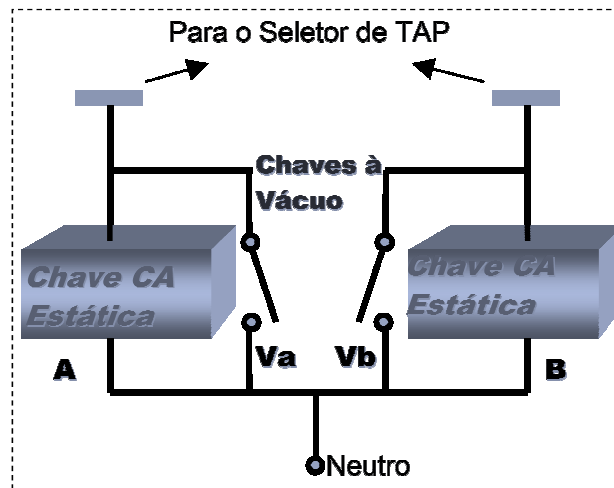 Para o Seletor de TAP
Chaves à
Vácuo
Chave CA
Estática
Chave CA
Estática
A
Va
Vb
B
Neutro